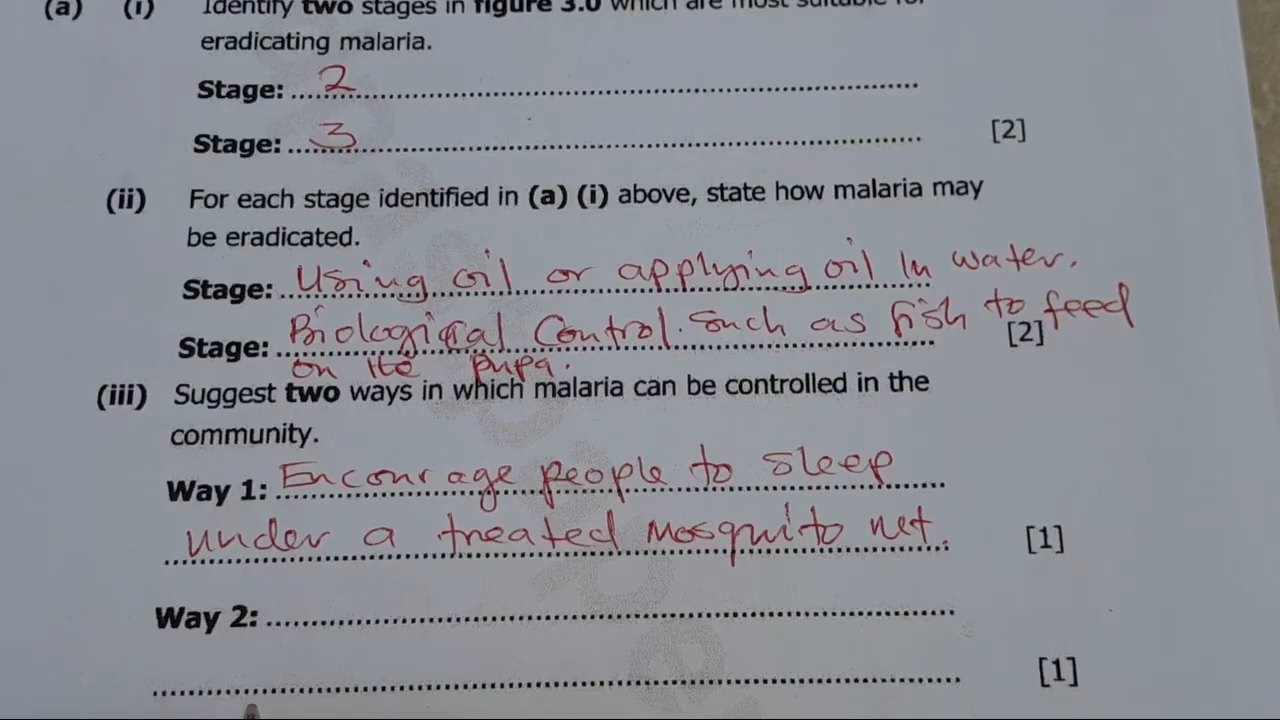 (a) (i) Identify two stages in figure 3.0 which are most suitable for
eradicating malaria.
Stage: ........ 2 ........
Stage: ........ 3 ........ [2]
(ii) For each stage identified in (a) (i) above, state how malaria may
be eradicated.
Stage: Using oil or applying oil In water.
Stage: Biological Control. such as fish to feed [2]
on the pupa.
(iii) Suggest two ways in which malaria can be controlled in the
community.
Way 1: Encourage people to sleep
under a treated mosquito net. [1]
Way 2: ........
........ [1]